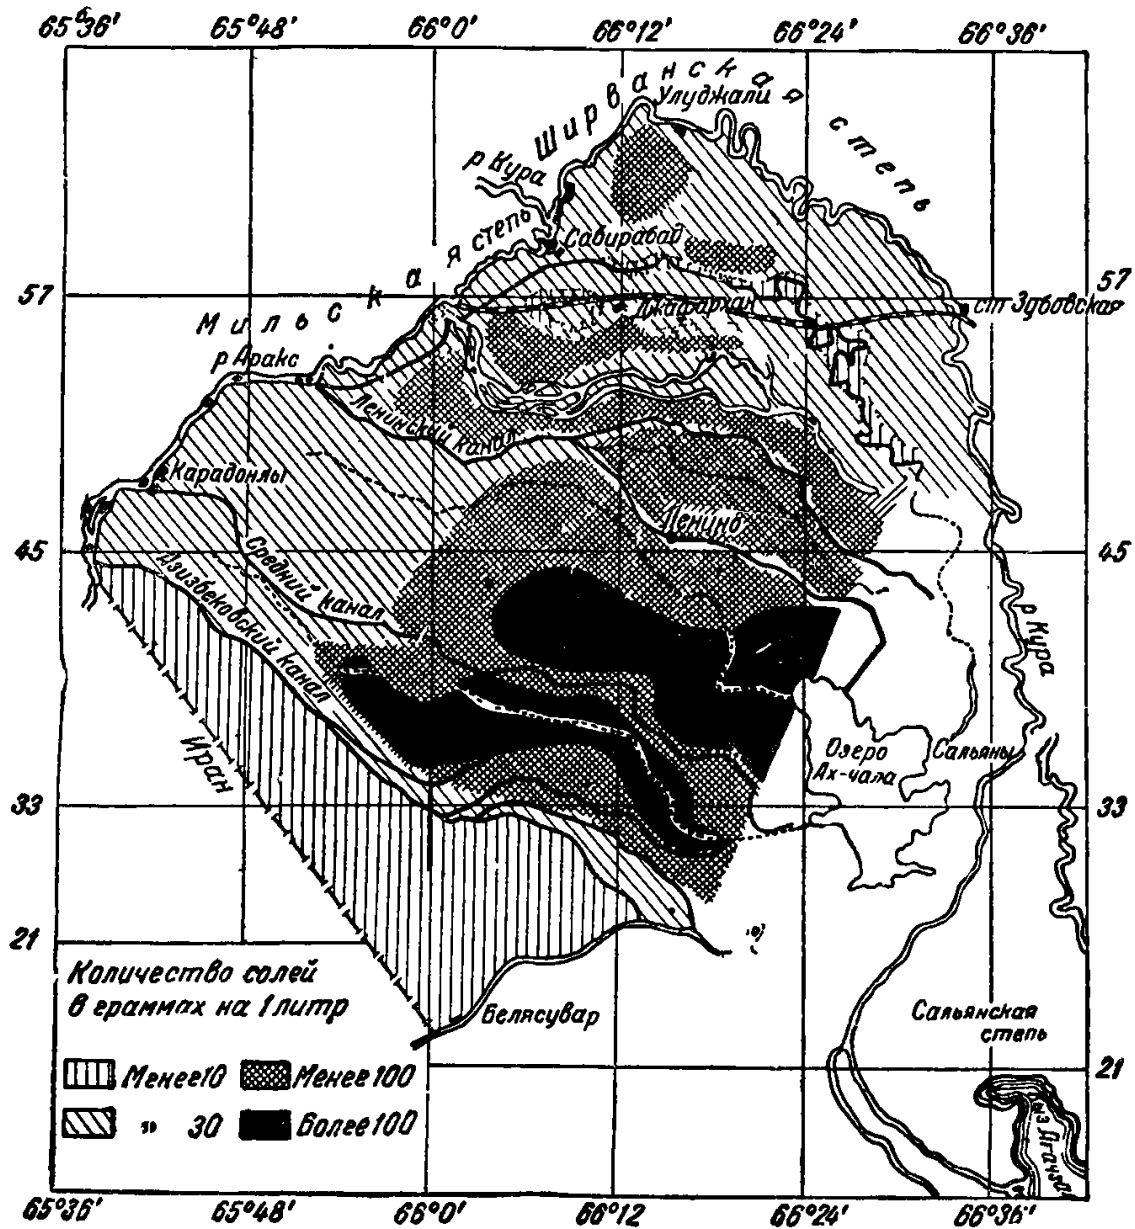 65°36' 65°48' 66°0' 66°12' 66°24' 66°36'
Ширванская степь
Улуджали
р Кура
Сабирабад
Мильская степь
57 57
Джафархан
ст Зубовская
р Аракс
Ленинский канал
Карадонлы
Ленино
45 45
Средний канал
Азизбековский канал
р Кура
Иран
Озеро
Ах-чала
Сальяны
33 33
21
Количество солей
в граммах на 1 литр
Белясувар
Сальянская
степь
Менее 10 Менее 100
21
„ 30 Более 100
65°36' 65°48' 66°0' 66°12' 66°24' 66°36'